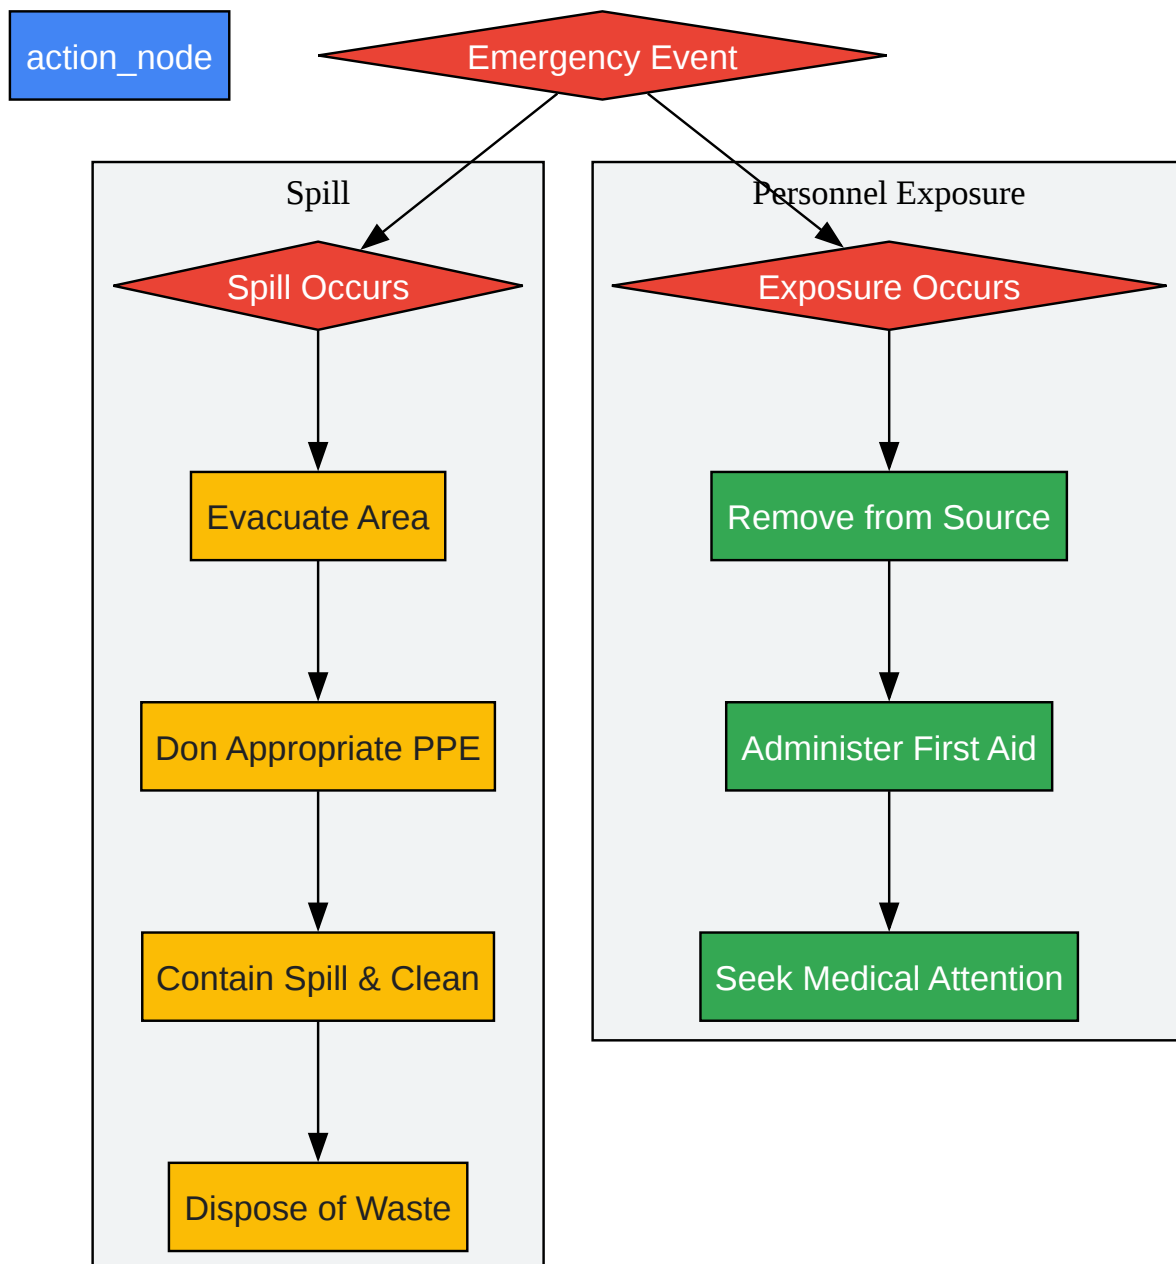 action_node
Emergency Event
Spill
Personnel Exposure
Spill Occurs
Exposure Occurs
Evacuate Area
Remove from Source
Don Appropriate PPE
Administer First Aid
Contain Spill & Clean
Seek Medical Attention
Dispose of Waste